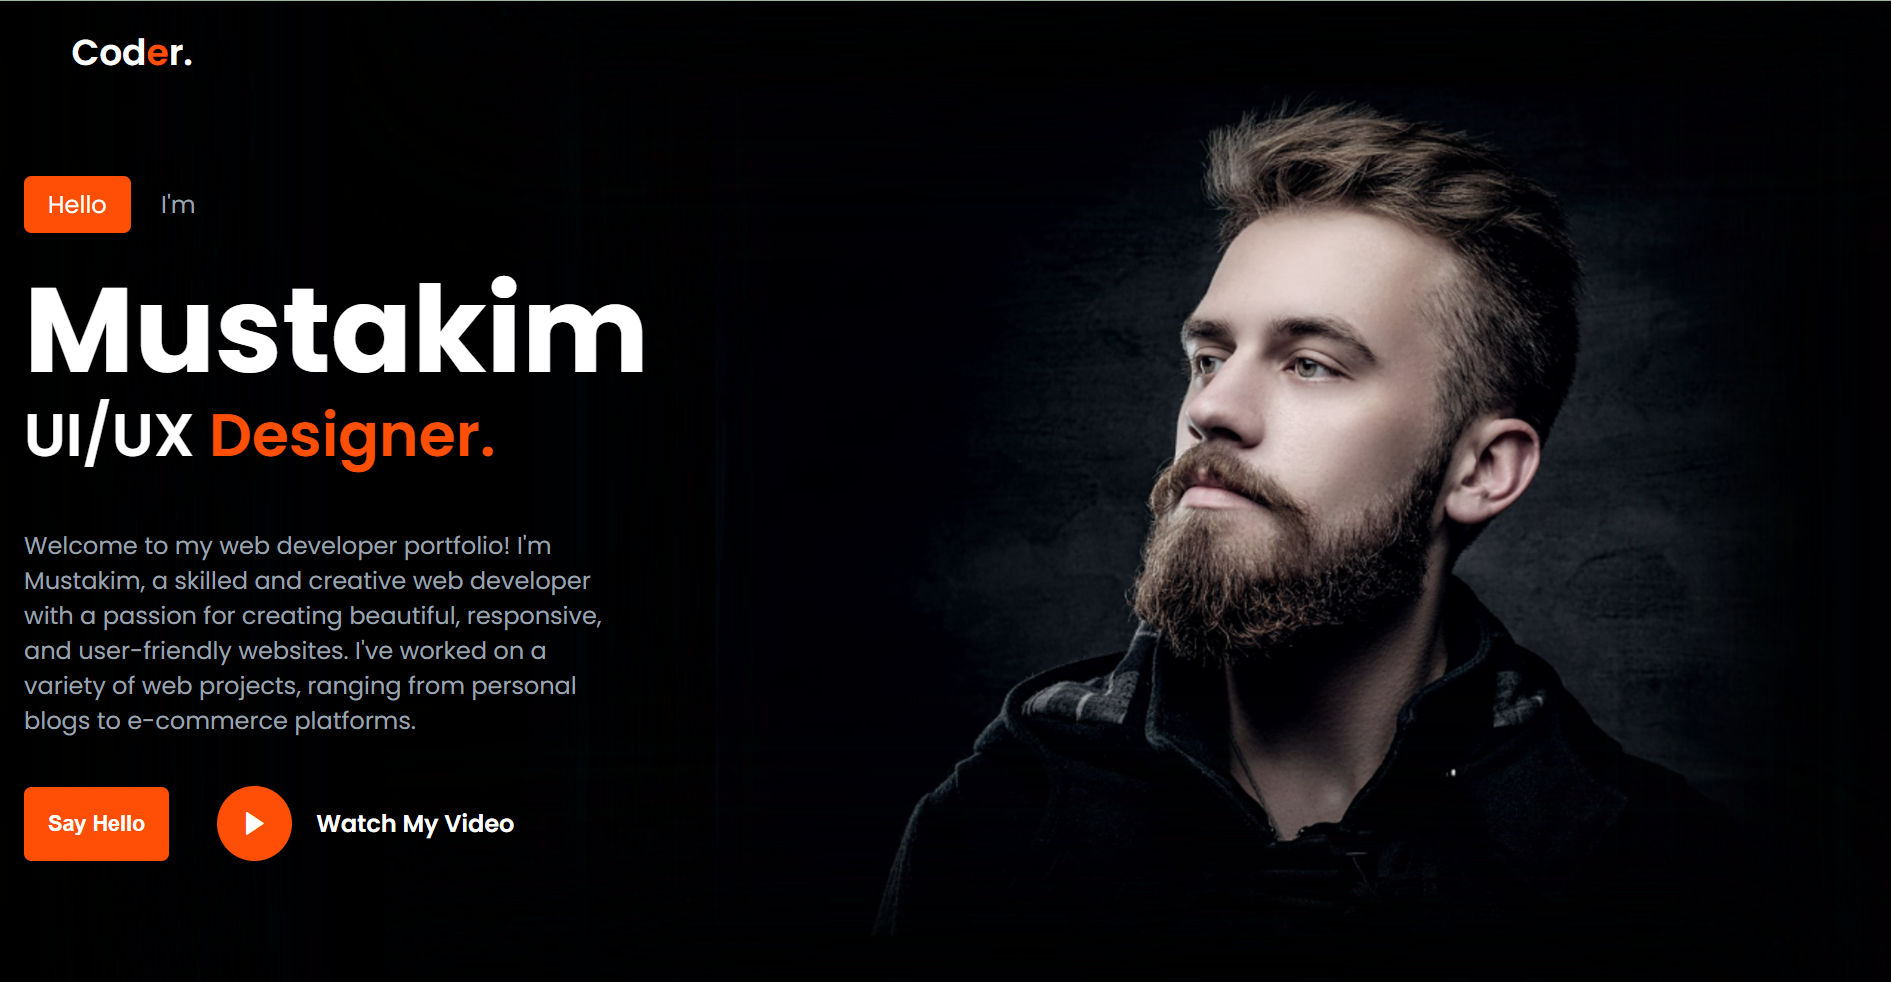 Coder.
Hello I'm
Mustakim
UI/UX Designer.
Welcome to my web developer portfolio! I'm
Mustakim, a skilled and creative web developer
with a passion for creating beautiful, responsive,
and user-friendly websites. I've worked on a
variety of web projects, ranging from personal
blogs to e-commerce platforms.
Say Hello Watch My Video